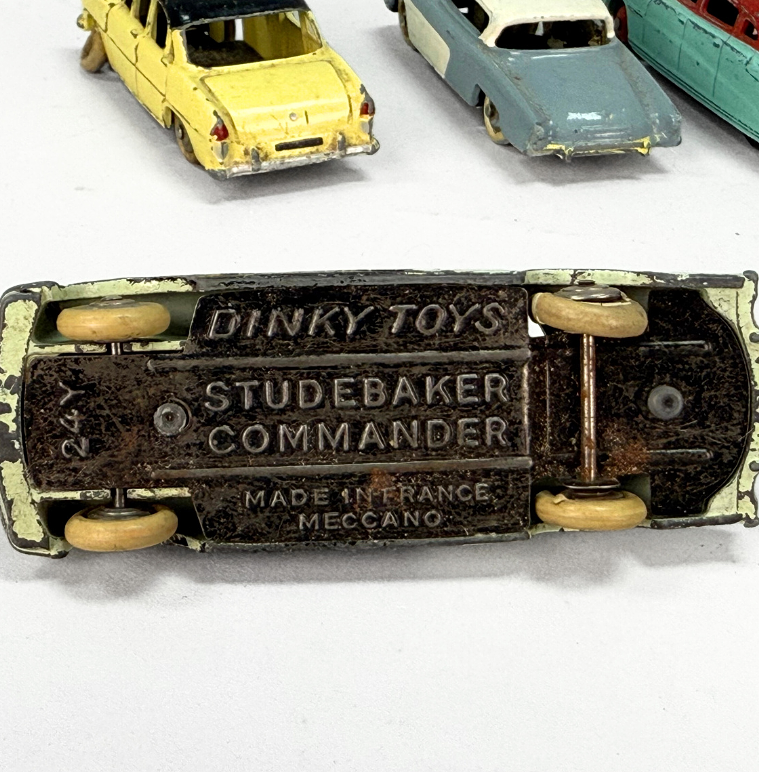 DINKY TOYS
STUDEBAKER
COMMANDER
MADE IN FRANCE
MECCANO
24Y